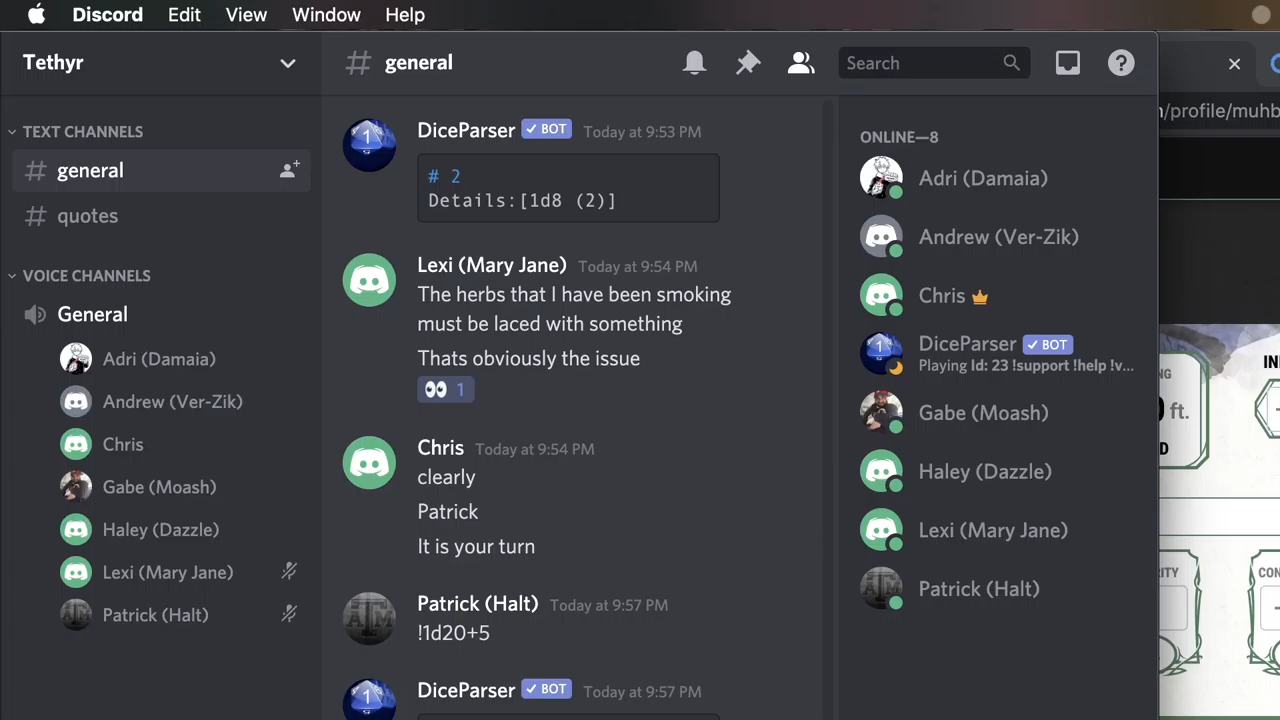 Discord Edit View Window Help
Tethyr
TEXT CHANNELS
# general
# quotes
VOICE CHANNELS
General
Adri (Damaia)
Andrew (Ver-Zik)
Chris
Gabe (Moash)
Haley (Dazzle)
Lexi (Mary Jane)
Patrick (Halt)
# general
Search
DiceParser BOT Today at 9:53 PM
# 2
Details:[1d8 (2)]
Lexi (Mary Jane) Today at 9:54 PM
The herbs that I have been smoking
must be laced with something
Thats obviously the issue
👀 1
Chris Today at 9:54 PM
clearly
Patrick
It is your turn
Patrick (Halt) Today at 9:57 PM
!1d20+5
DiceParser BOT Today at 9:57 PM
ONLINE—8
Adri (Damaia)
Andrew (Ver-Zik)
Chris
DiceParser BOT
Playing Id: 23 !support !help !v...
Gabe (Moash)
Haley (Dazzle)
Lexi (Mary Jane)
Patrick (Halt)
/profile/muhb
ft.